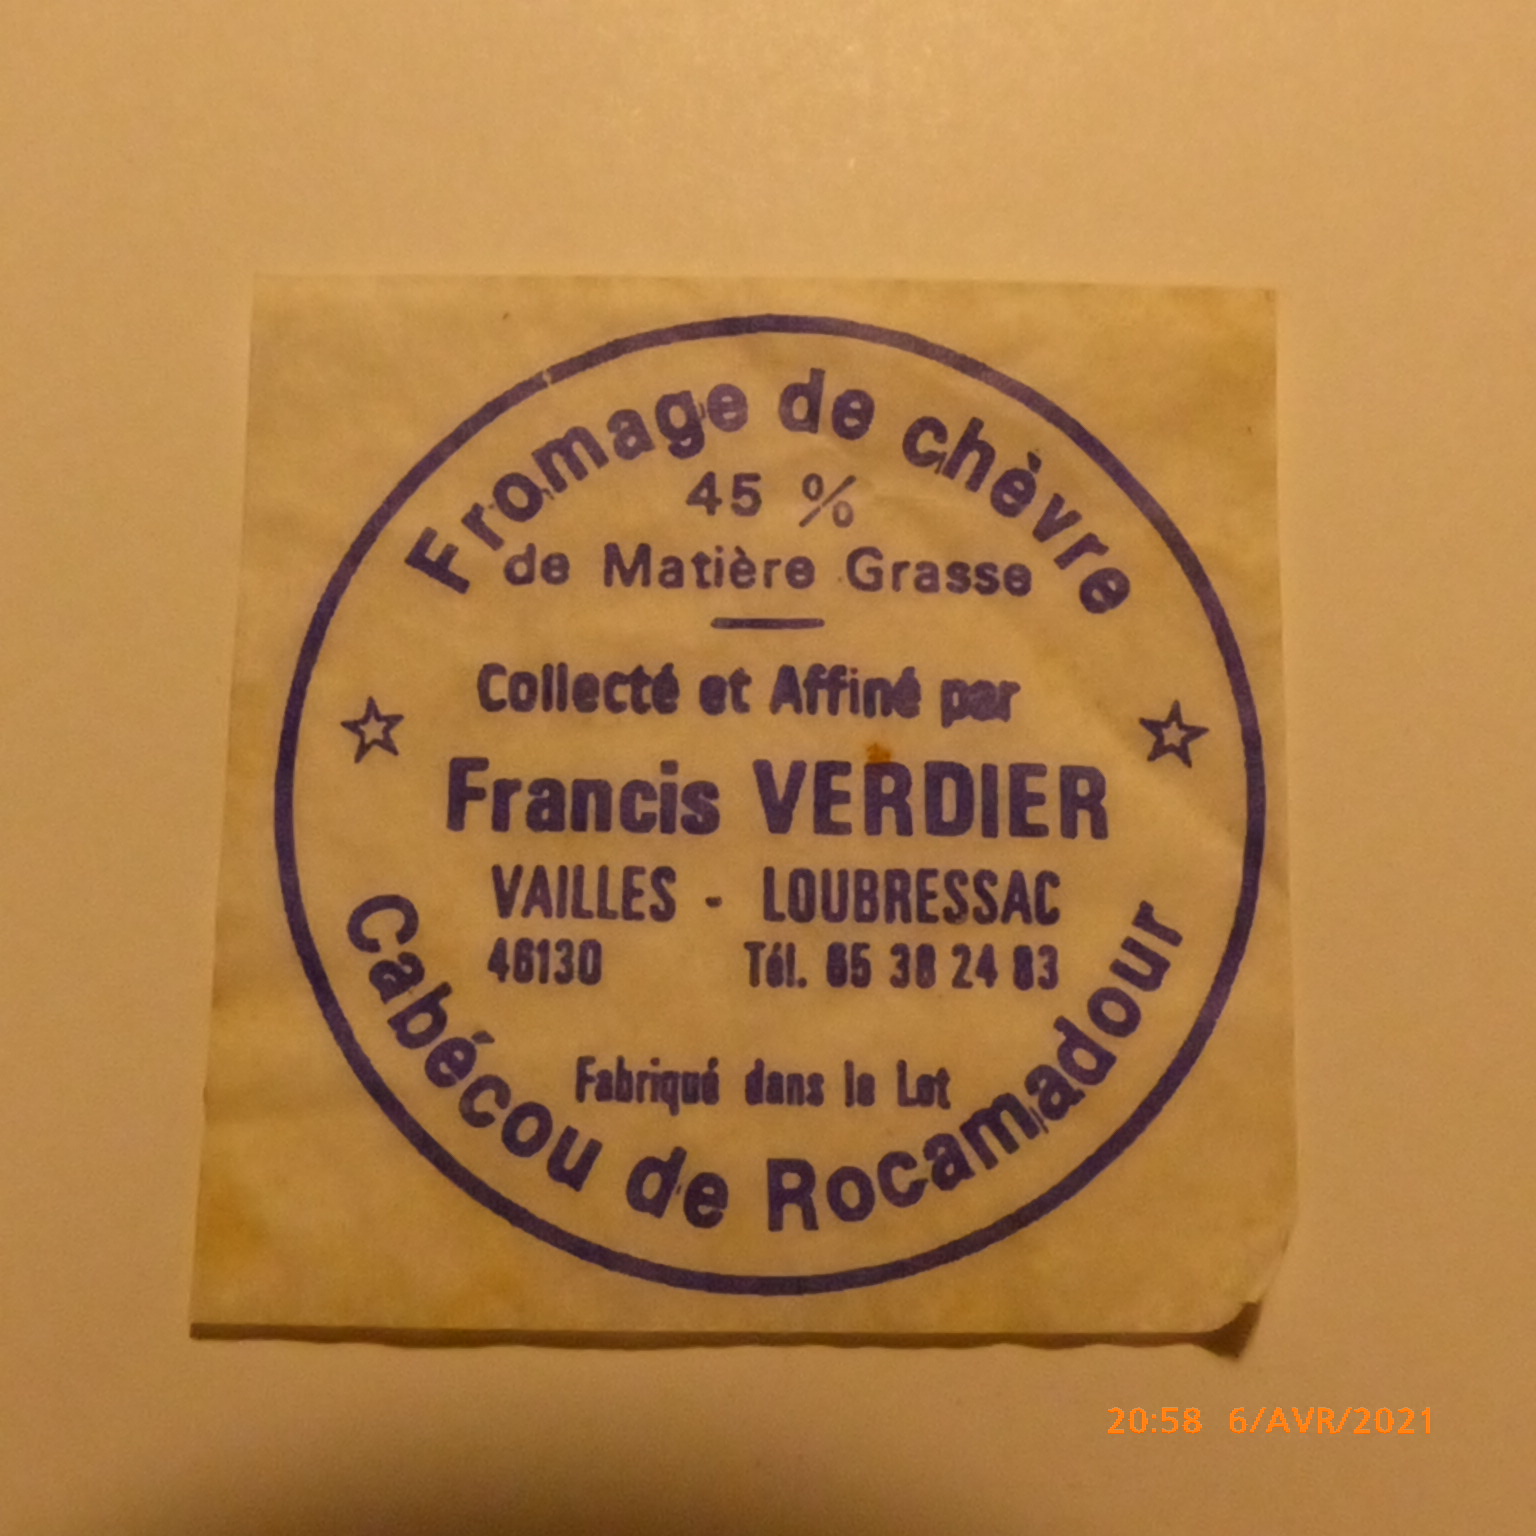 Fromage de chèvre
45 %
de Matière Grasse
Collecté et Affiné par
Francis VERDIER
VAILLES - LOUBRESSAC
46130 Tél. 65 38 24 83
Fabriqué dans le Lot
Cabécou de Rocamadour
20:58 6/AVR/2021